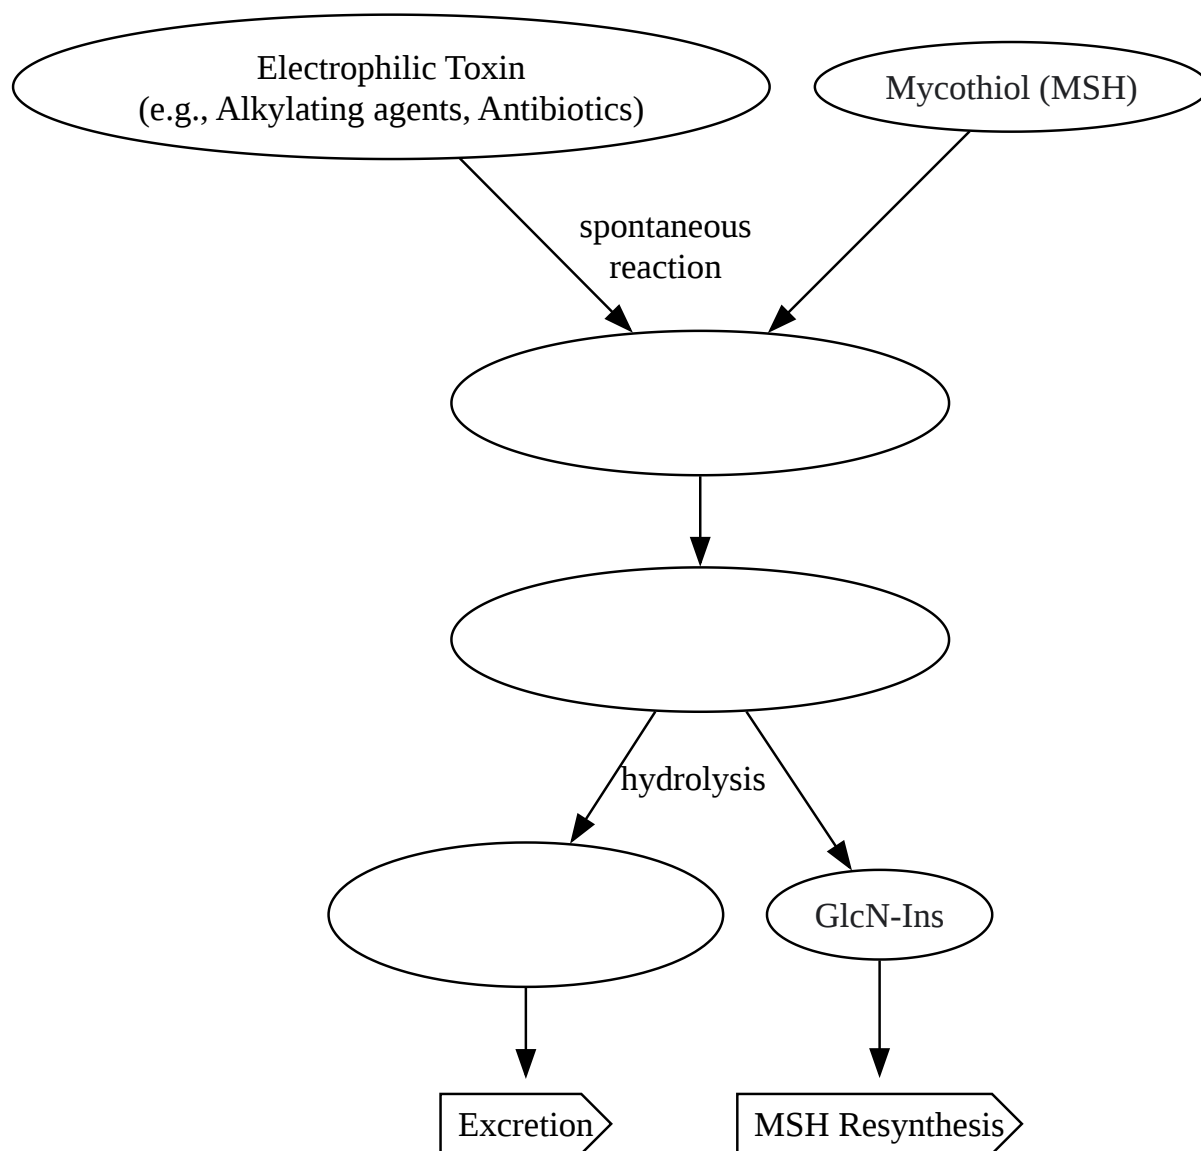 Electrophilic Toxin
(e.g., Alkylating agents, Antibiotics)
Mycothiol (MSH)
spontaneous
reaction
hydrolysis
GlcN-Ins
Excretion
MSH Resynthesis